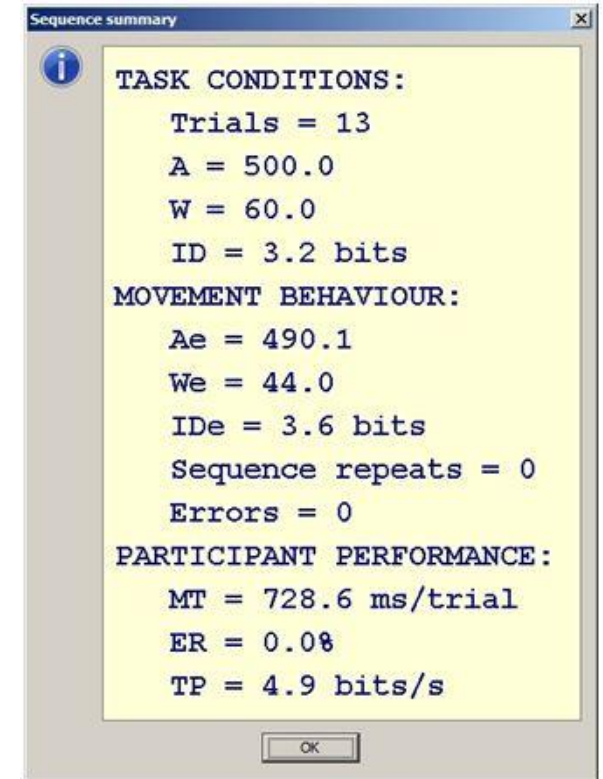 Sequence summary
TASK CONDITIONS:
Trials = 13
A = 500.0
W = 60.0
ID = 3.2 bits
MOVEMENT BEHAVIOUR:
Ae = 490.1
We = 44.0
IDe = 3.6 bits
Sequence repeats = 0
Errors = 0
PARTICIPANT PERFORMANCE:
MT = 728.6 ms/trial
ER = 0.0%
TP = 4.9 bits/s
OK